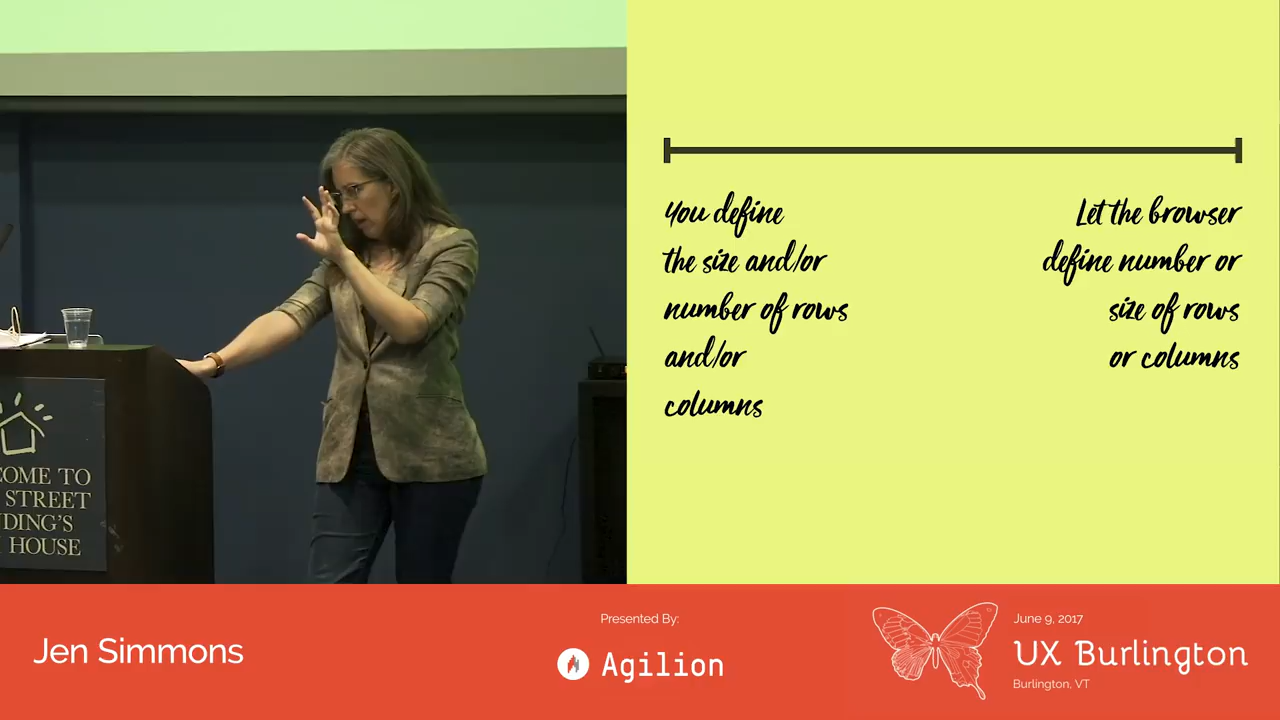 You define
the size and/or
number of rows
and/or
columns
Let the browser
define number or
size of rows
or columns
COME TO
STREET
DING'S
HOUSE
Jen Simmons
Presented By:
Agilion
June 9, 2017
UX Burlington
Burlington, VT